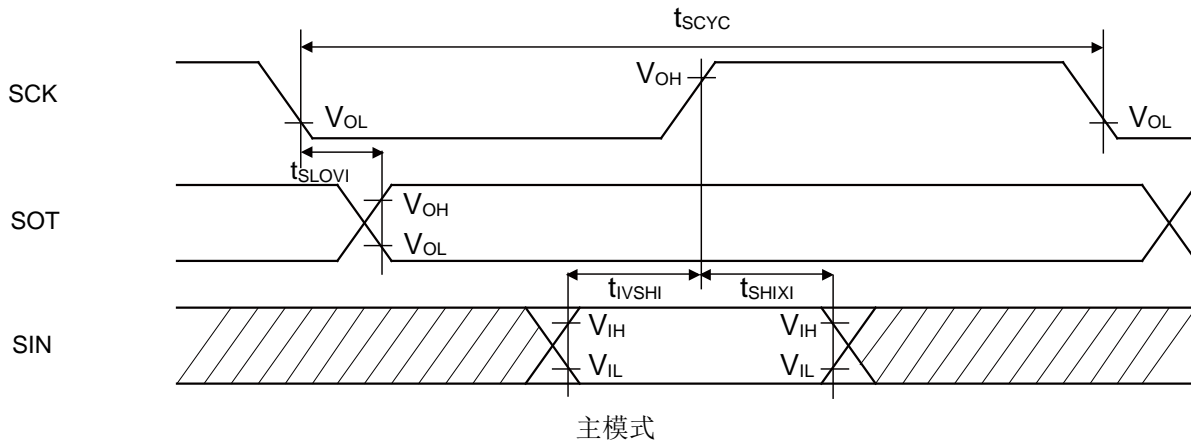 tSCYC
SCK
VOH
VOL
VOL
tSLOVI
SOT
VOH
VOL
tIVSHI
tSHIXI
SIN
VIH
VIH
VIL
VIL
主模式